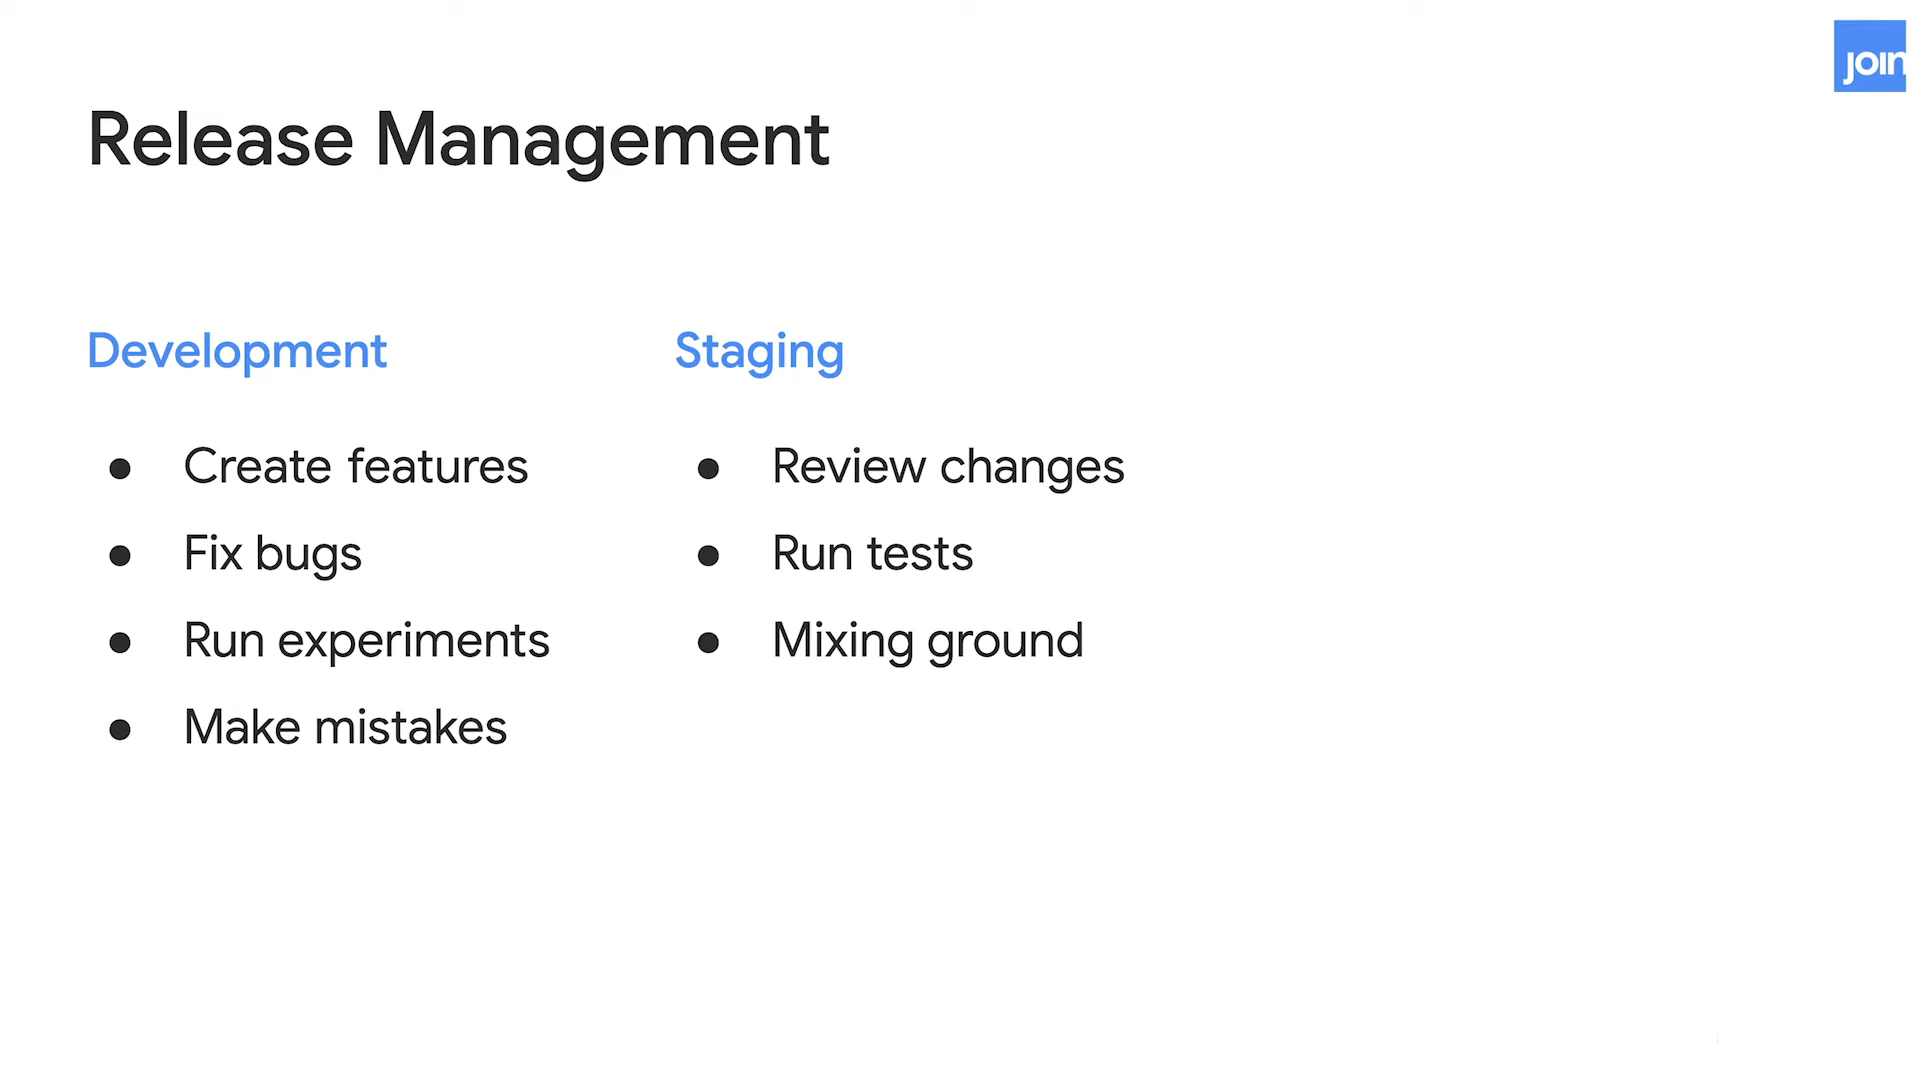 join
Release Management
Development
Create features
Fix bugs
Run experiments
Make mistakes
Staging
Review changes
Run tests
Mixing ground